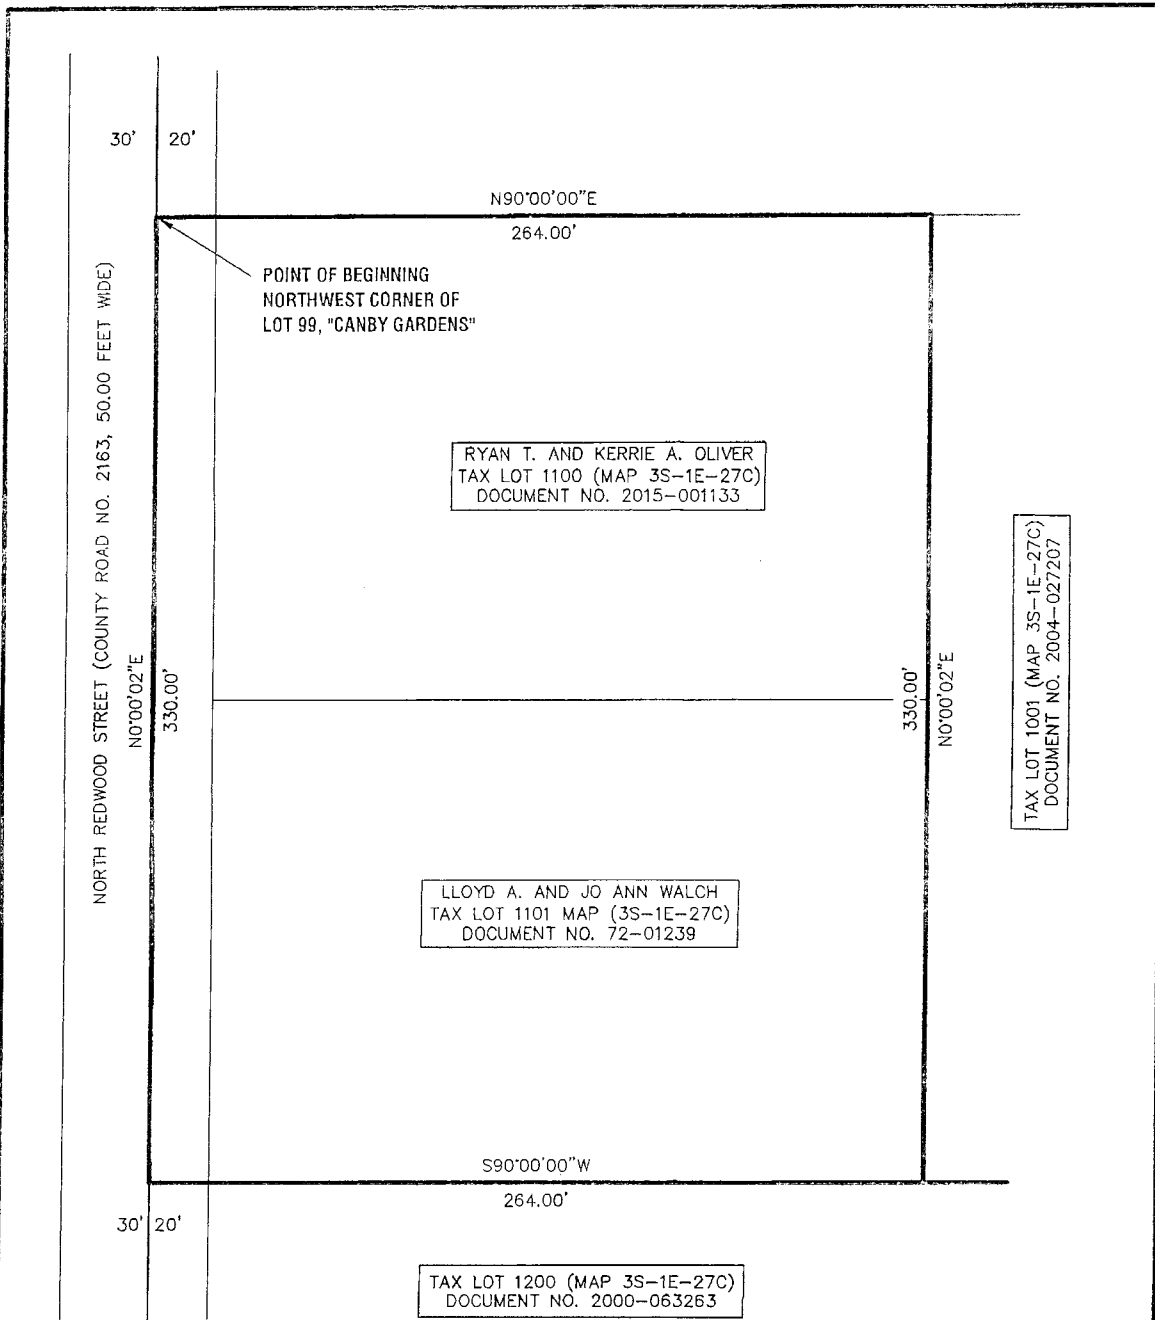 30' 20'
N90°00'00"E
264.00'
POINT OF BEGINNING
NORTHWEST CORNER OF
LOT 99, "CANBY GARDENS"
NORTH REDWOOD STREET (COUNTY ROAD NO. 2163, 50.00 FEET WIDE)
RYAN T. AND KERRIE A. OLIVER
TAX LOT 1100 (MAP 3S-1E-27C)
DOCUMENT NO. 2015-001133
TAX LOT 1001 (MAP 3S-1E-27C)
DOCUMENT NO. 2004-027207
N0°00'02"E
330.00'
330.00'
N0°00'02"E
LLOYD A. AND JO ANN WALCH
TAX LOT 1101 MAP (3S-1E-27C)
DOCUMENT NO. 72-01239
S90°00'00"W
264.00'
30' 20'
TAX LOT 1200 (MAP 3S-1E-27C)
DOCUMENT NO. 2000-063263